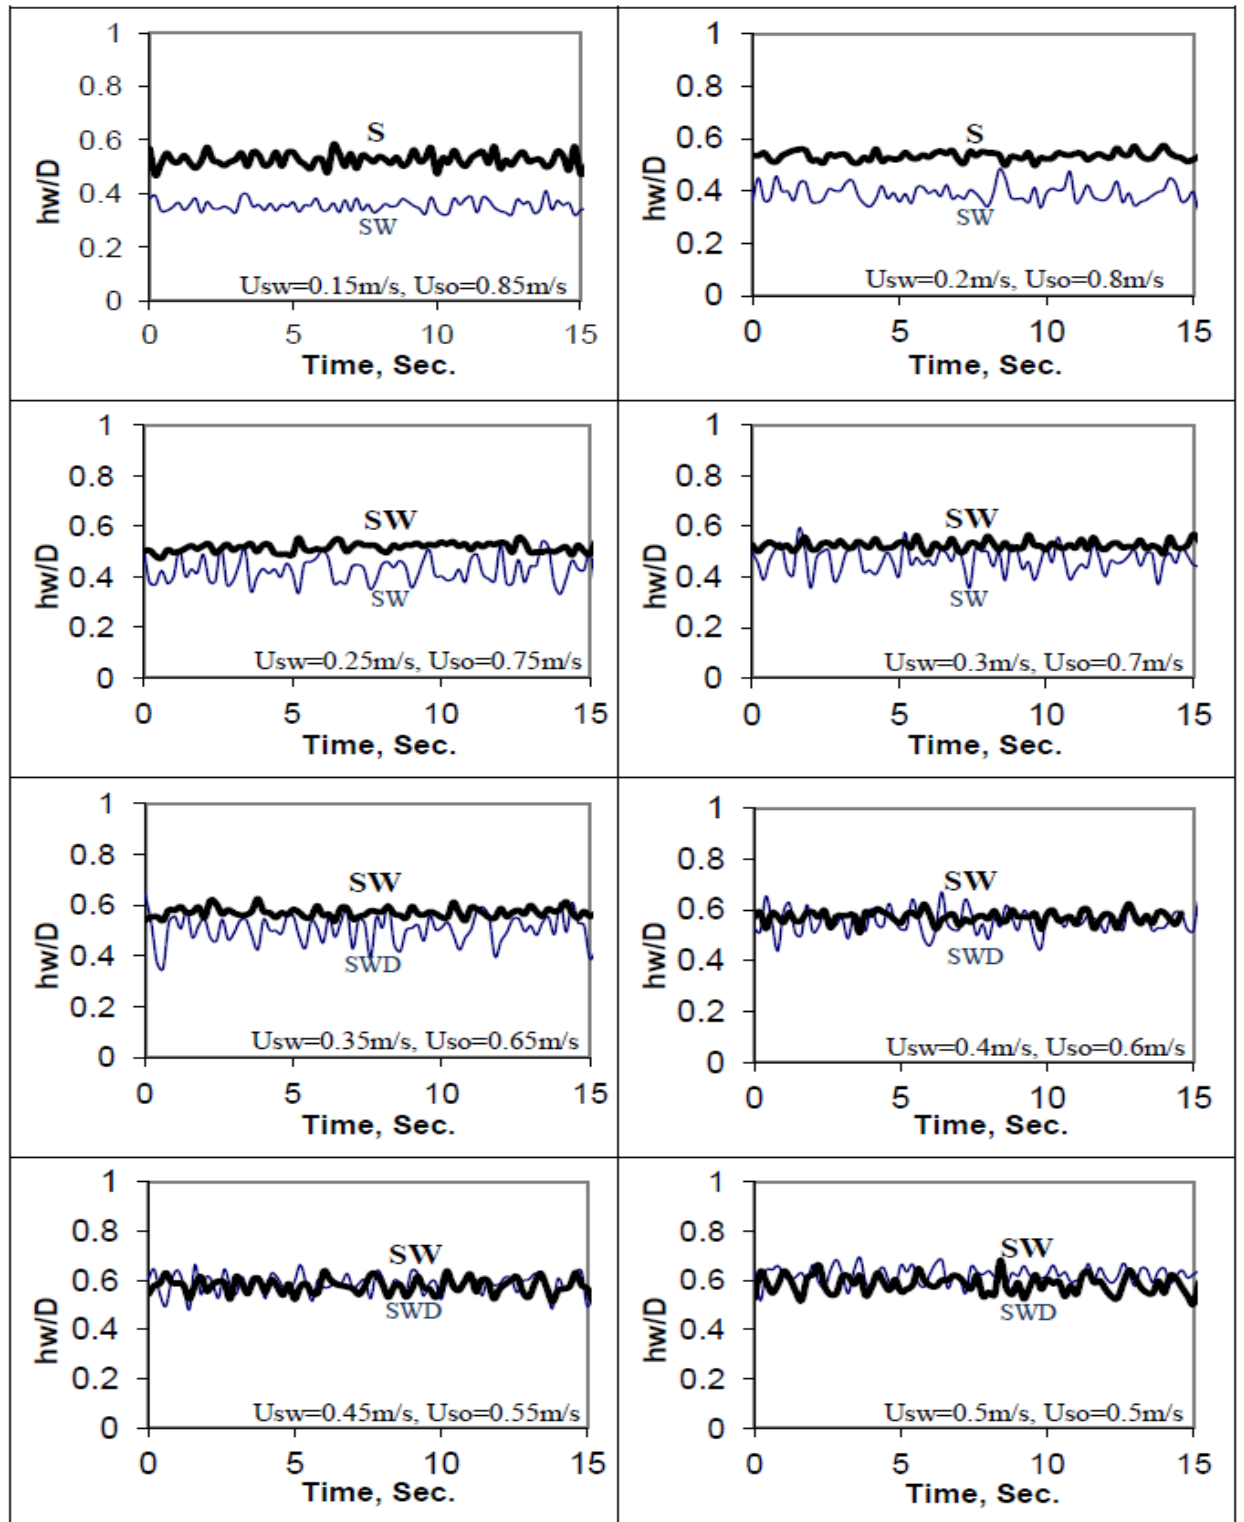 1
0.8
0.6
0.4
0.2
0
hw/D
S
SW
Usw=0.15m/s, Uso=0.85m/s
0 5 10 15
Time, Sec.
1
0.8
0.6
0.4
0.2
0
hw/D
S
SW
Usw=0.2m/s, Uso=0.8m/s
0 5 10 15
Time, Sec.
1
0.8
0.6
0.4
0.2
0
hw/D
SW
SW
Usw=0.25m/s, Uso=0.75m/s
0 5 10 15
Time, Sec.
1
0.8
0.6
0.4
0.2
0
hw/D
SW
SW
Usw=0.3m/s, Uso=0.7m/s
0 5 10 15
Time, Sec.
1
0.8
0.6
0.4
0.2
0
hw/D
SW
SWD
Usw=0.35m/s, Uso=0.65m/s
0 5 10 15
Time, Sec.
1
0.8
0.6
0.4
0.2
0
hw/D
SW
SWD
Usw=0.4m/s, Uso=0.6m/s
0 5 10 15
Time, Sec.
1
0.8
0.6
0.4
0.2
0
hw/D
SW
SWD
Usw=0.45m/s, Uso=0.55m/s
0 5 10 15
Time, Sec.
1
0.8
0.6
0.4
0.2
0
hw/D
SW
SWD
Usw=0.5m/s, Uso=0.5m/s
0 5 10 15
Time, Sec.